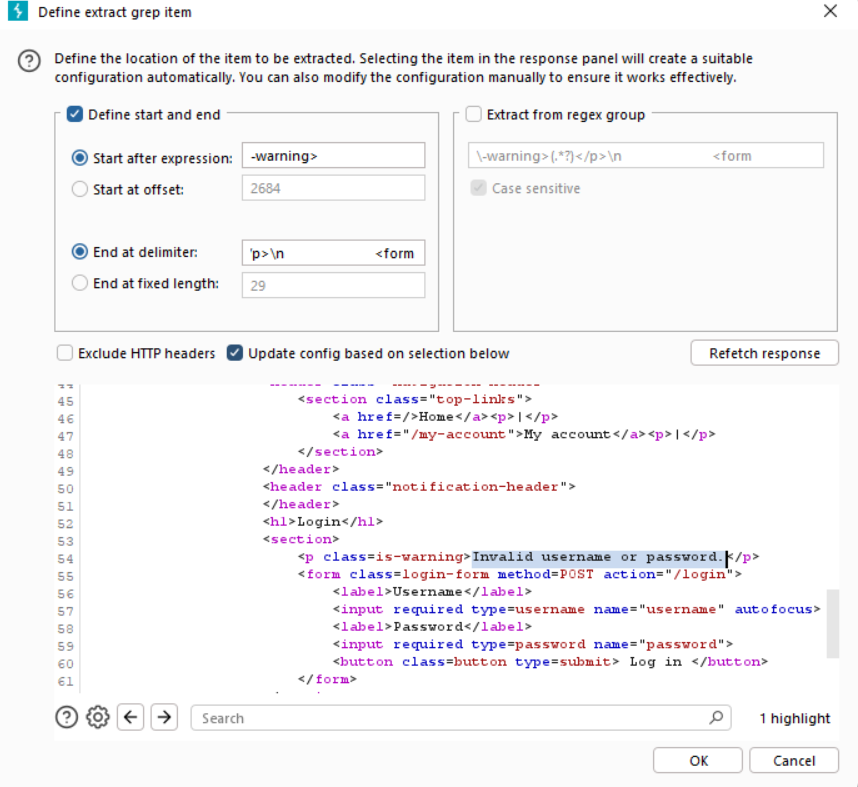 Define extract grep item
Define the location of the item to be extracted. Selecting the item in the response panel will create a suitable
configuration automatically. You can also modify the configuration manually to ensure it works effectively.
Define start and end
Extract from regex group
Start after expression: -warning>
\-warning>(.*?)</p>\n <form
Start at offset: 2684
Case sensitive
End at delimiter: 'p>\n <form
End at fixed length: 29
Exclude HTTP headers
Update config based on selection below
Refetch response
44
45 <section class="top-links">
46 <a href=/>Home</a><p>|</p>
47 <a href="/my-account">My account</a><p>|</p>
48 </section>
49 </header>
50 <header class="notification-header">
51 </header>
52 <h1>Login</h1>
53 <section>
54 <p class=is-warning>Invalid username or password.</p>
55 <form class=login-form method=POST action="/login">
56 <label>Username</label>
57 <input required type=username name="username" autofocus>
58 <label>Password</label>
59 <input required type=password name="password">
60 <button class=button type=submit> Log in </button>
61 </form>
Search
1 highlight
OK
Cancel